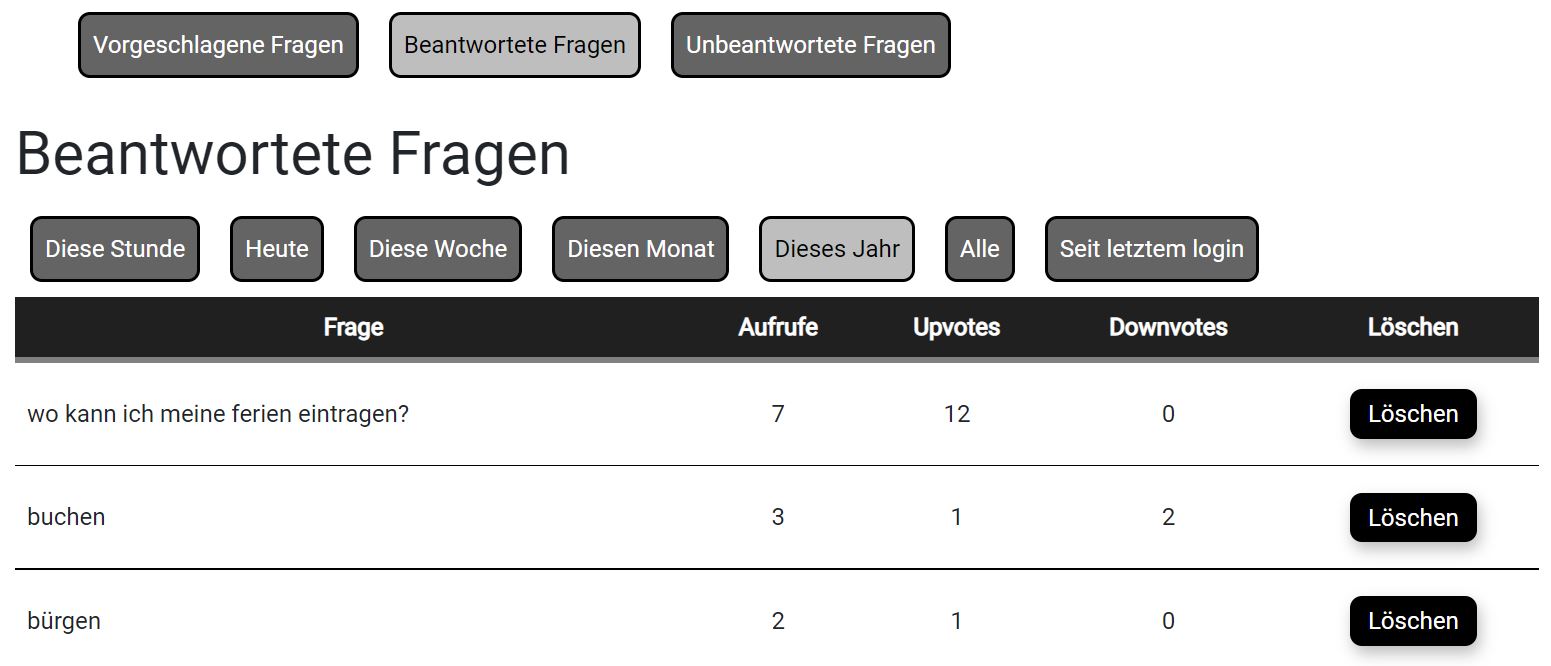 Vorgeschlagene Fragen Beantwortete Fragen Unbeantwortete Fragen
Beantwortete Fragen
Diese Stunde Heute Diese Woche Diesen Monat Dieses Jahr Alle Seit letztem login
Frage Aufrufe Upvotes Downvotes Löschen
wo kann ich meine ferien eintragen? 7 12 0 Löschen
buchen 3 1 2 Löschen
bürgen 2 1 0 Löschen